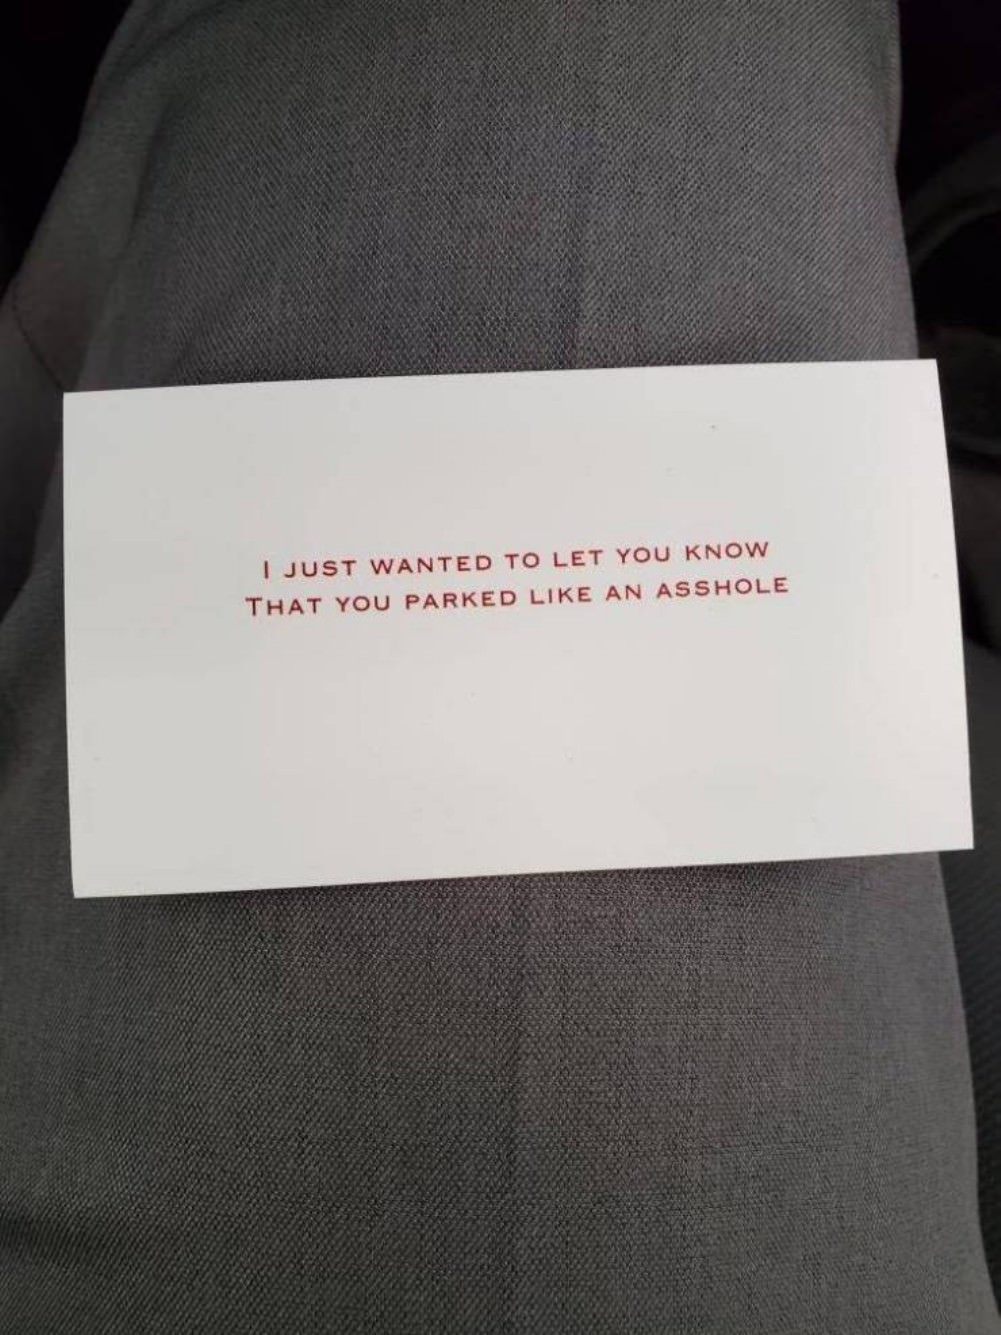 I JUST WANTED TO LET YOU KNOW
THAT YOU PARKED LIKE AN ASSHOLE